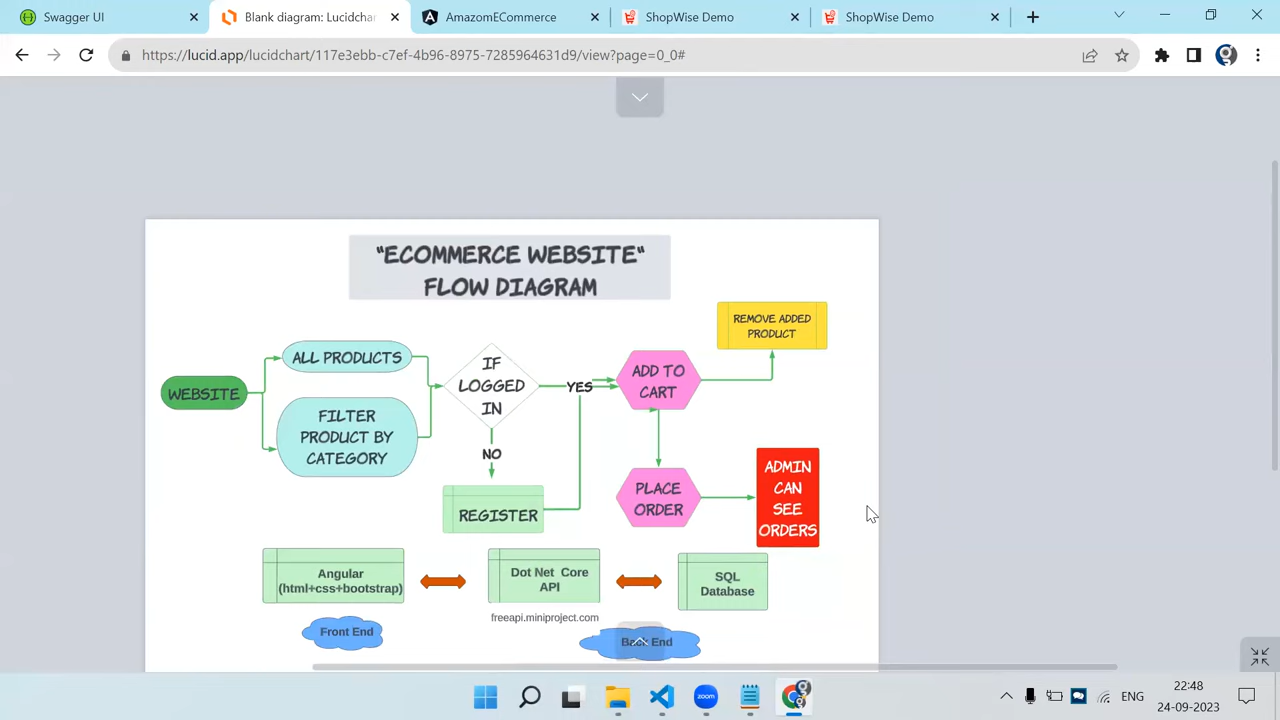 Swagger UI
Blank diagram: Lucidchar
AmazomECommerce
ShopWise Demo
ShopWise Demo
https://lucid.app/lucidchart/117e3ebb-c7ef-4b96-8975-7285964631d9/view?page=0_0#
"ECOMMERCE WEBSITE"
FLOW DIAGRAM
REMOVE ADDED
PRODUCT
WEBSITE
ALL PRODUCTS
FILTER
PRODUCT BY
CATEGORY
IF
LOGGED
IN
YES
NO
REGISTER
ADD TO
CART
PLACE
ORDER
ADMIN
CAN
SEE
ORDERS
Angular
(html+css+bootstrap)
Dot Net Core
API
SQL
Database
freeapi.miniproject.com
Front End
Back End
zoom
ENG
22:48
24-09-2023